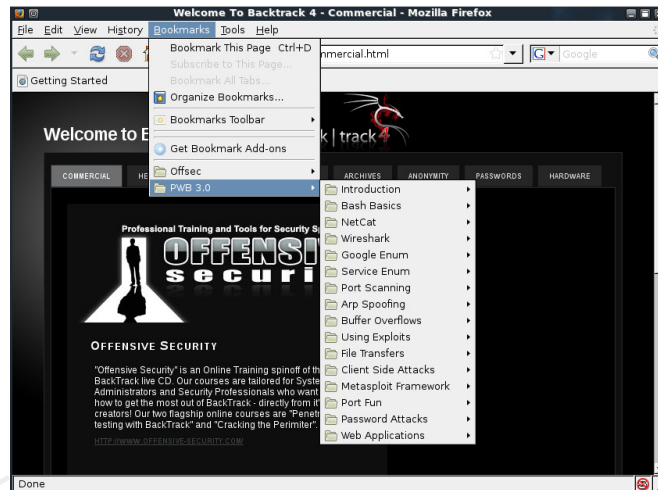 Welcome To Backtrack 4 - Commercial - Mozilla Firefox
File Edit View History Bookmarks Tools Help
Bookmark This Page Ctrl+D
Subscribe to This Page...
Bookmark All Tabs...
Organize Bookmarks...
Bookmarks Toolbar
Get Bookmark Add-ons
Offsec
PWB 3.0
nmercial.html
G Google
Getting Started
Welcome to
k | track 4
COMMERCIAL HE ARCHIVES ANONYMITY PASSWORDS HARDWARE
Introduction
Bash Basics
NetCat
Wireshark
Google Enum
Service Enum
Port Scanning
Arp Spoofing
Buffer Overflows
Using Exploits
File Transfers
Client Side Attacks
Metasploit Framework
Port Fun
Password Attacks
Web Applications
Professional Training and Tools for Security Sp
OFFENSI
securi
OFFENSIVE SECURITY
"Offensive Security" is an Online Training spinoff of th
BackTrack live CD. Our courses are tailored for Syste
Administrators and Security Professionals who want
how to get the most out of BackTrack - directly from it'
creators! Our two flagship online courses are "Penetr
testing with BackTrack" and "Cracking the Perimiter".
HTTP://WWW.OFFENSIVE-SECURITY.COM/
Done